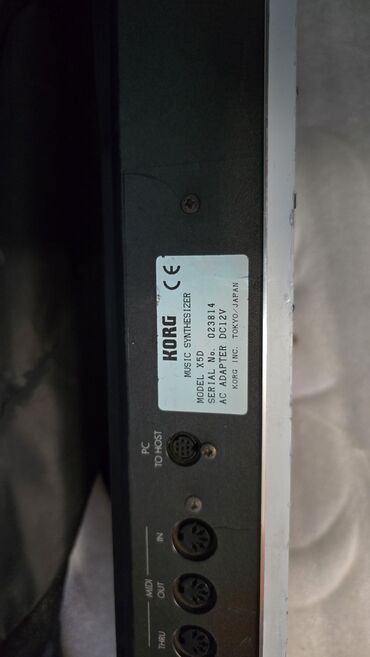 KORG CE
MUSIC SYNTHESIZER
MODEL X5D
SERIAL No. 023814
AC ADAPTER DC12V
KORG INC. TOKYO/JAPAN
PC
TO HOST
MIDI
IN
OUT
THRU